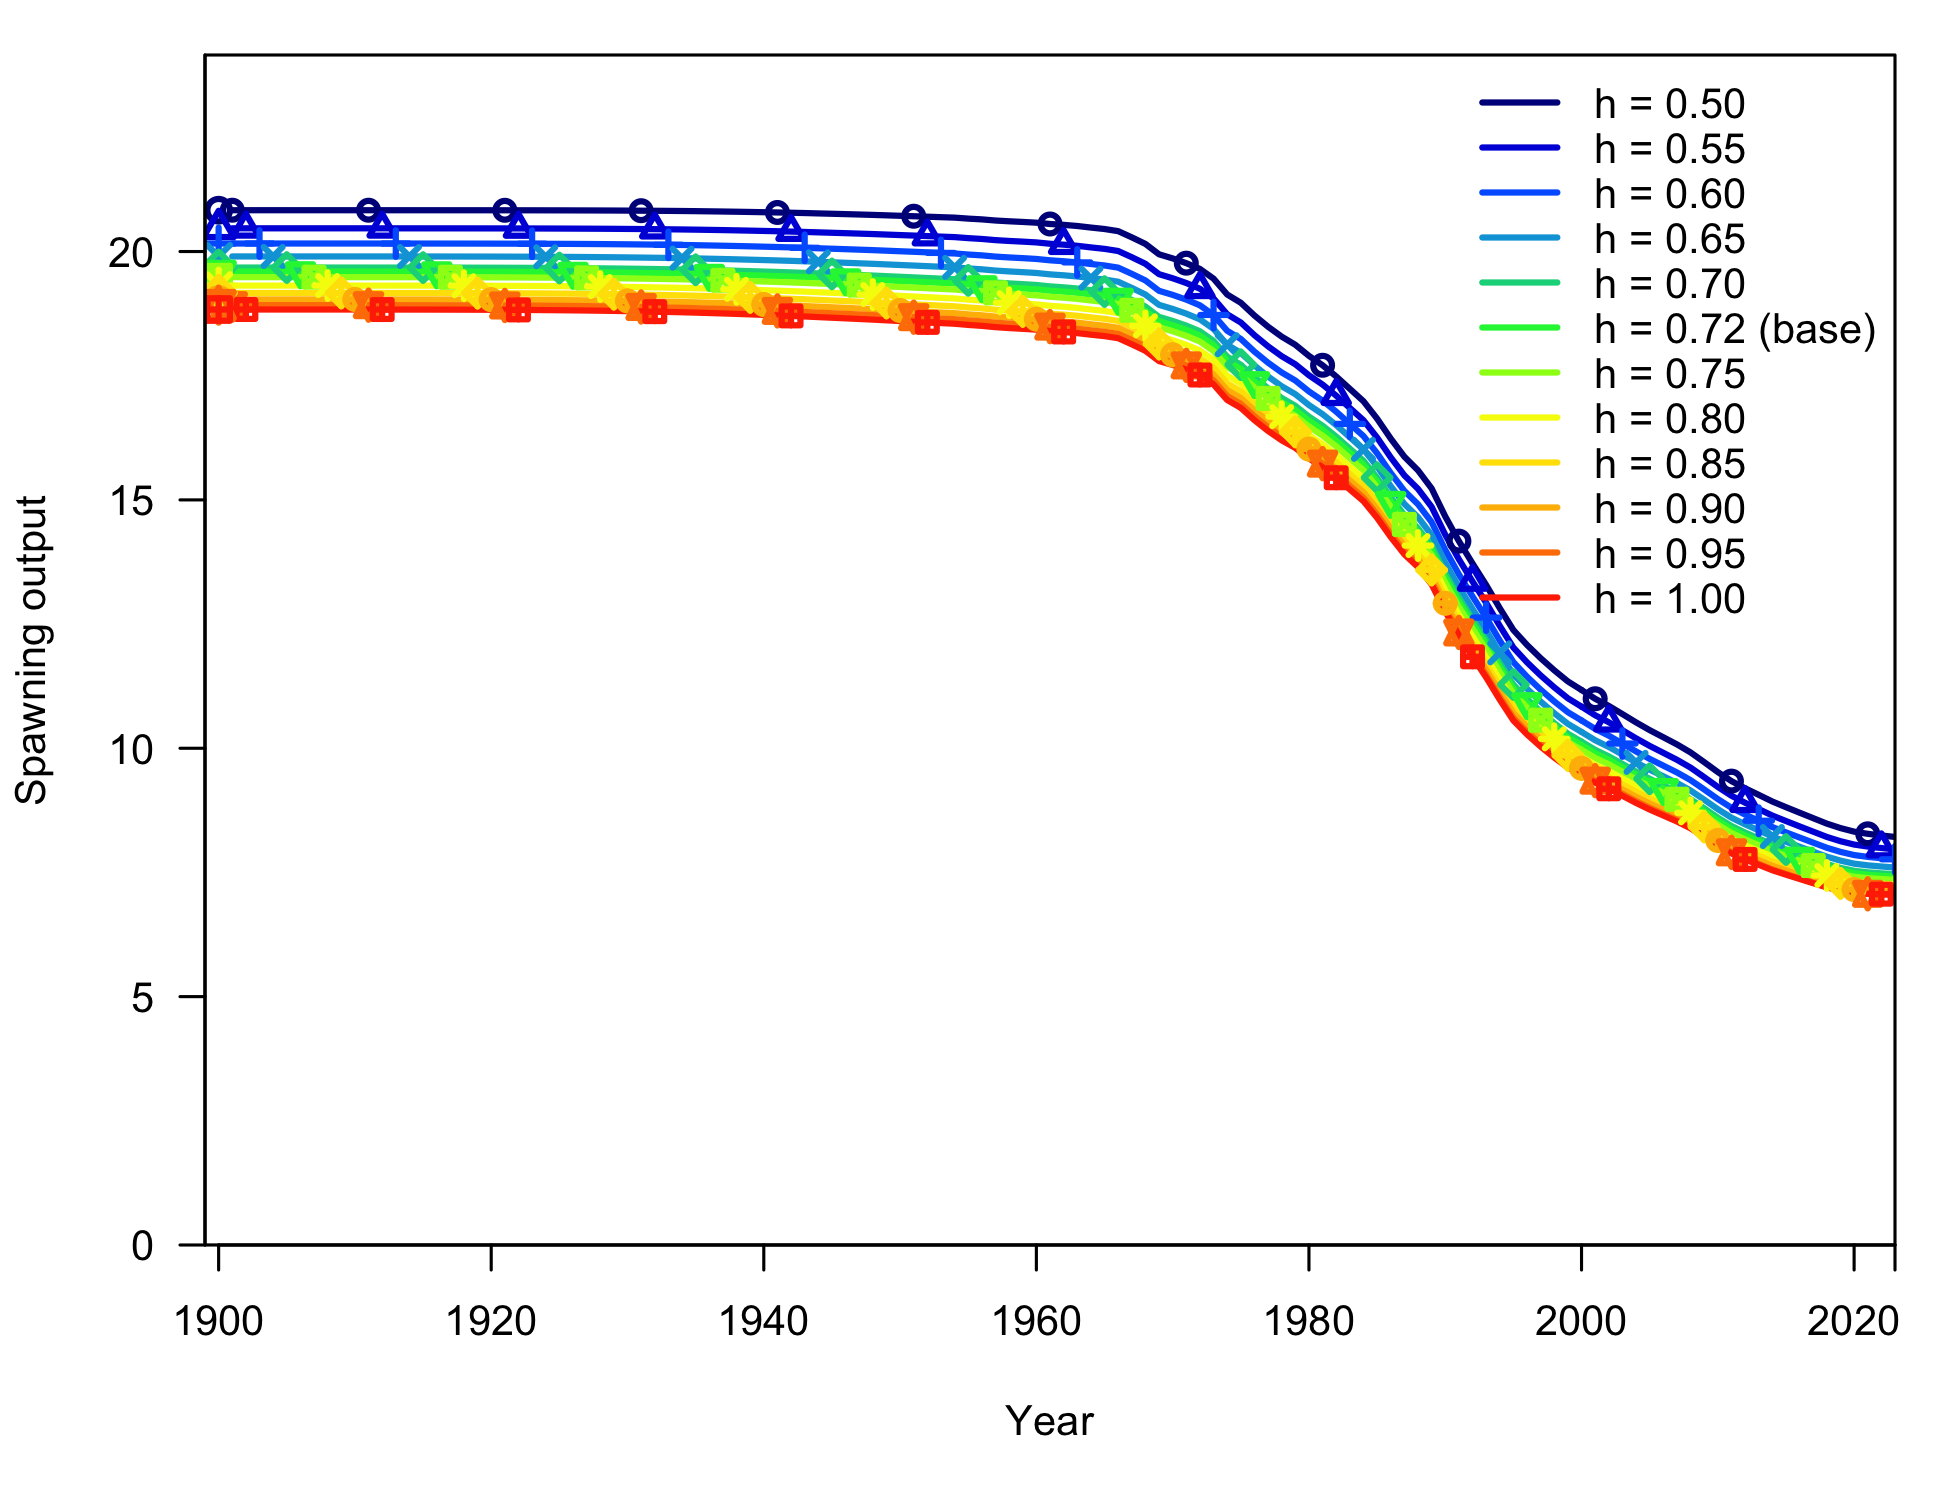 h = 0.50
h = 0.55
h = 0.60
h = 0.65
h = 0.70
h = 0.72 (base)
h = 0.75
h = 0.80
h = 0.85
h = 0.90
h = 0.95
h = 1.00
Spawning output
20
15
10
5
0
1900 1920 1940 1960 1980 2000 2020
Year